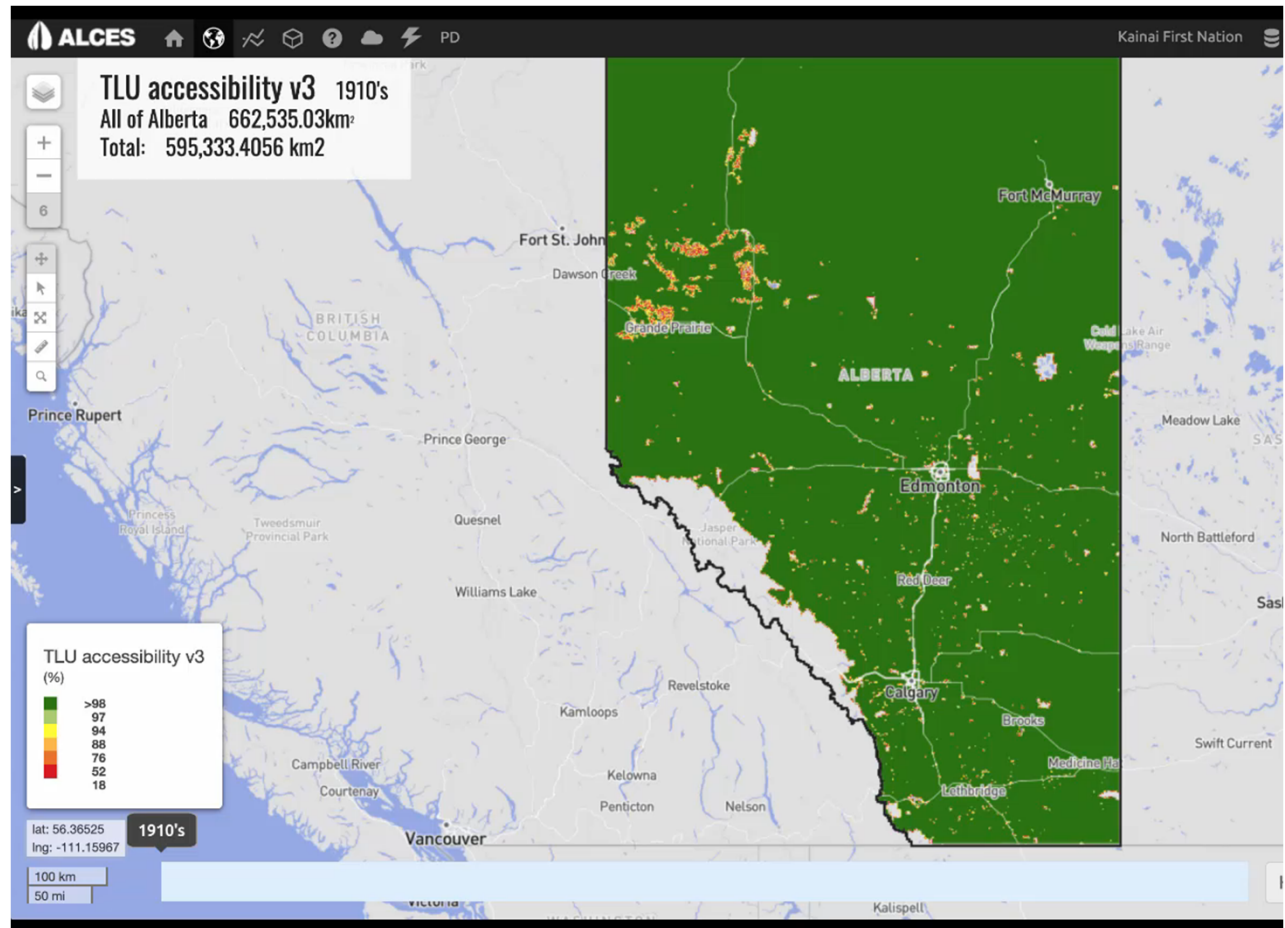 ALCES
PD
Kainai First Nation
TLU accessibility v3 1910's
All of Alberta 662,535.03km²
Total: 595,333.4056 km2
6
Fort McMurray
Fort St. John
Dawson Creek
BRITISH
COLUMBIA
Grande Prairie
Cold Lake Air
Weapons Range
ALBERTA
Prince Rupert
Meadow Lake
Prince George
Edmonton
Princess
Royal Island
Tweedsmuir
Provincial Park
Quesnel
Jasper
National Park
North Battleford
Red Deer
Williams Lake
Sas
TLU accessibility v3
(%)
>98
97
94
88
76
52
18
Revelstoke
Calgary
Kamloops
Brooks
Swift Current
Campbell River
Medicine Ha
Courtenay
Kelowna
Lethbridge
Penticton
Nelson
lat: 56.36525
lng: -111.15967
1910's
Vancouver
100 km
50 mi
Victoria
Kalispell
WASHINGTON